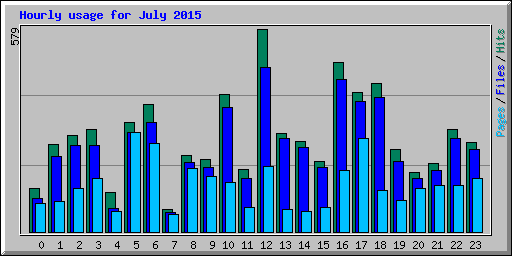 Hourly usage for July 2015
579
Pages / Files / Hits
0 1 2 3 4 5 6 7 8 9 10 11 12 13 14 15 16 17 18 19 20 21 22 23